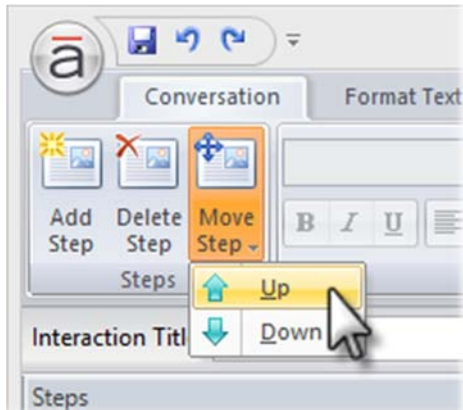 ā
Conversation Format Text
Add Delete Move
Step Step Step
B I U
Steps
Up
Interaction Titl
Down
Steps